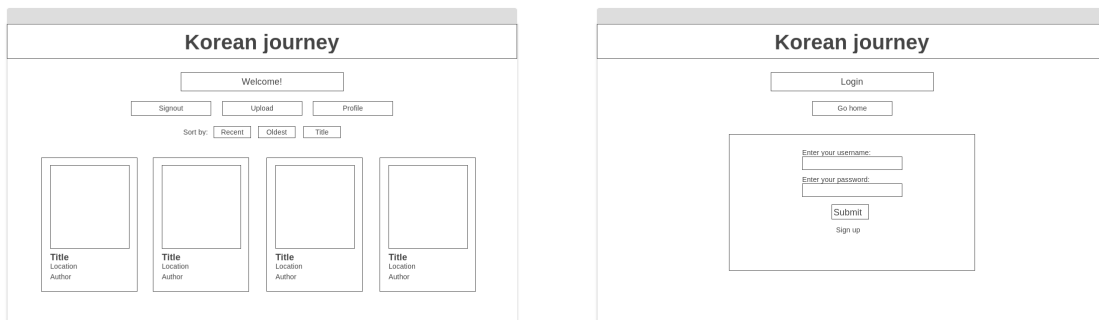 Korean journey
Welcome!
Signout Upload Profile
Sort by: Recent Oldest Title
Title Title Title Title
Location Location Location Location
Author Author Author Author
Korean journey
Login
Go home
Enter your username:
Enter your password:
Submit
Sign up